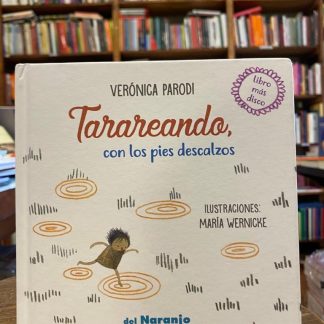 VERÓNICA PARODI
libro
más
disco
Tarareando,
con los pies descalzos
ILUSTRACIONES:
MARÍA WERNICKE
del Naranjo